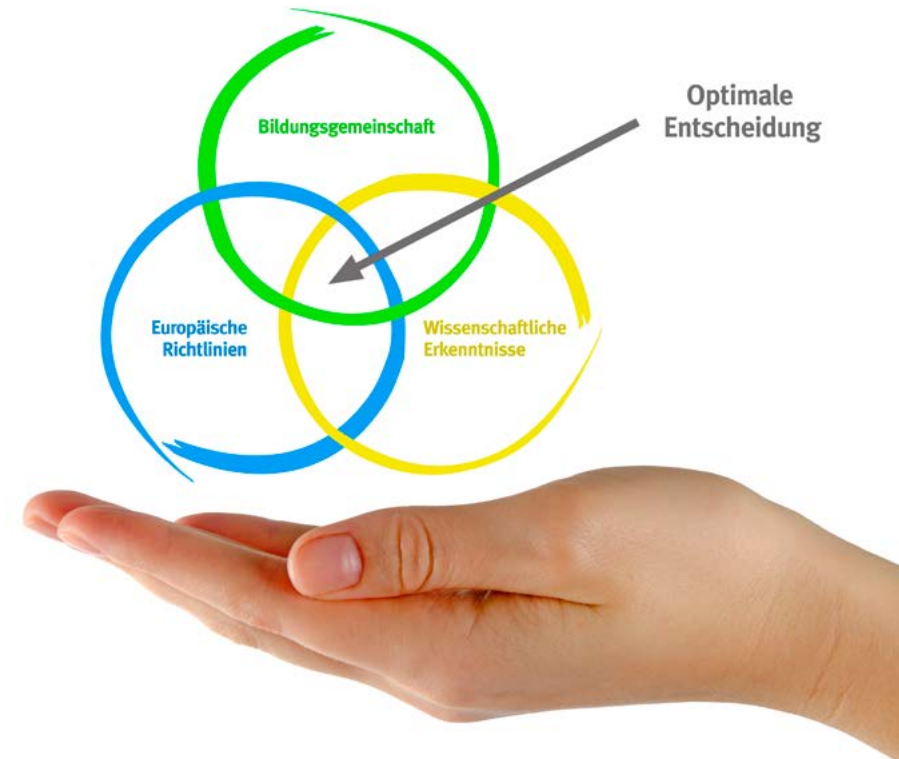 Bildungsgemeinschaft
Optimale
Entscheidung
Europäische
Richtlinien
Wissenschaftliche
Erkenntnisse